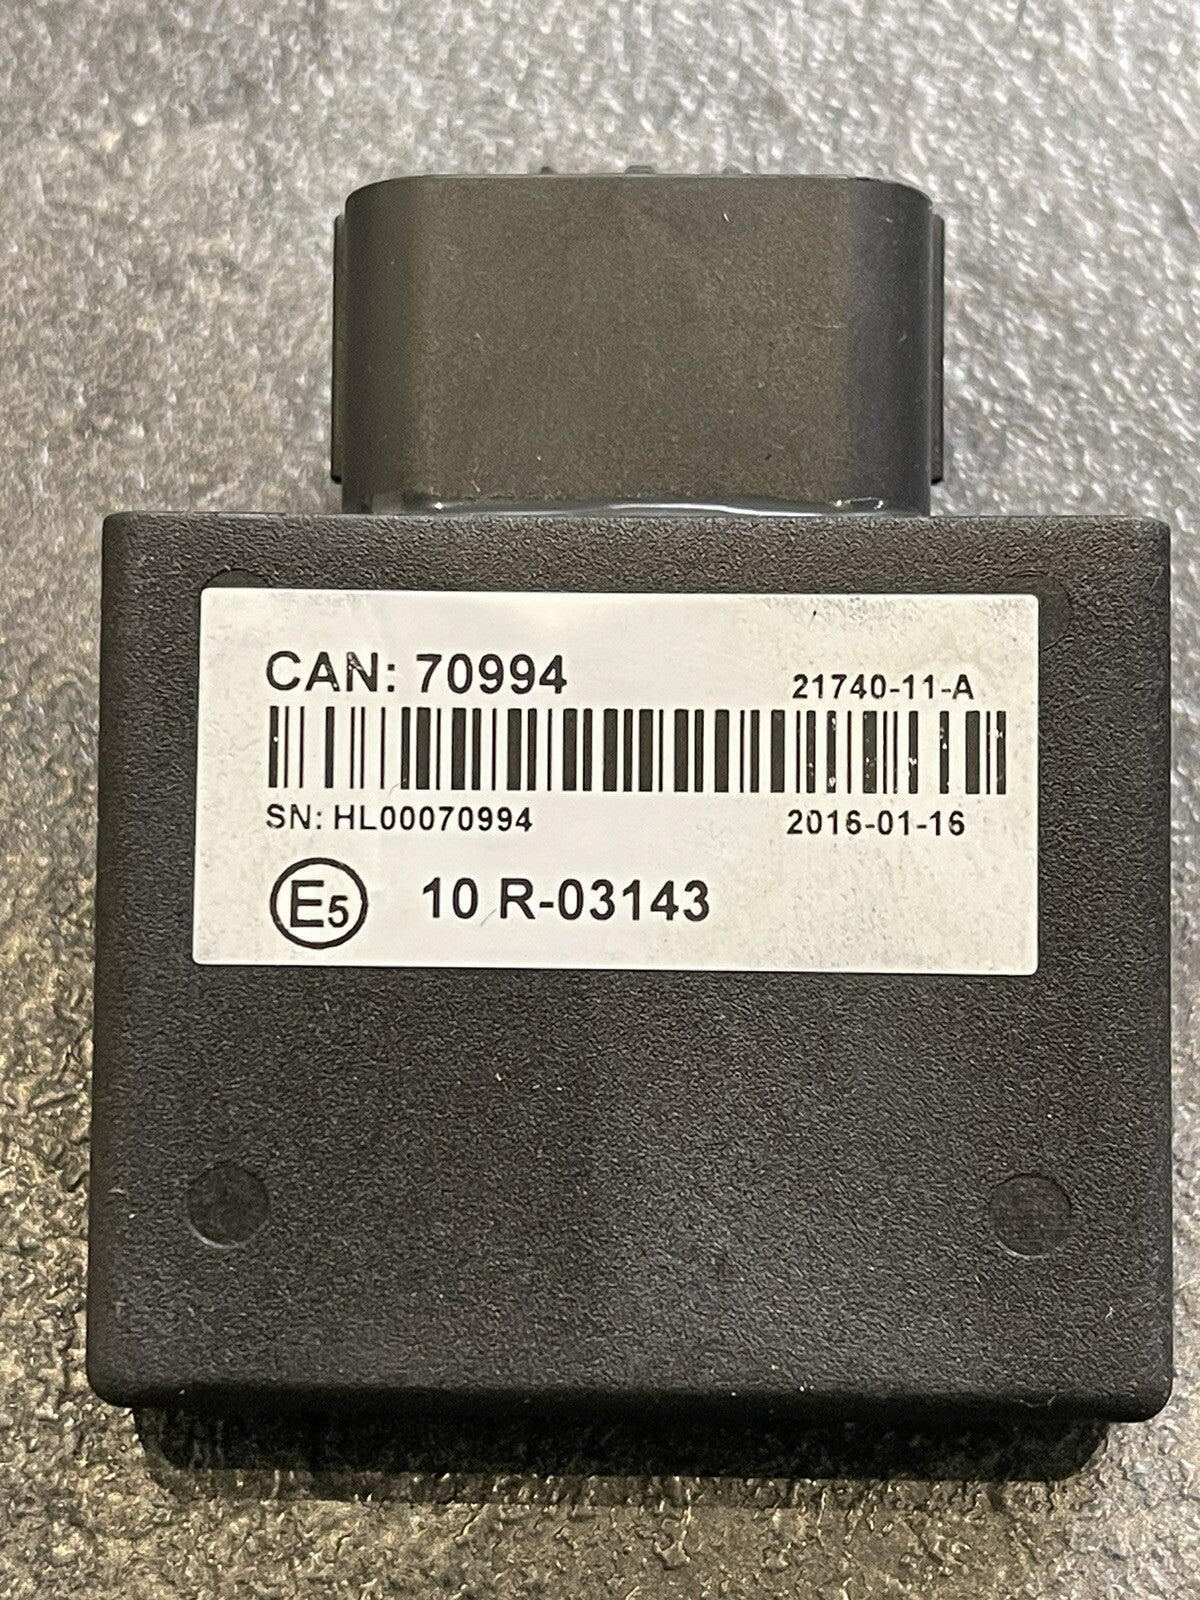 CAN: 70994
21740-11-A
SN: HL00070994
2016-01-16
E5 10 R-03143